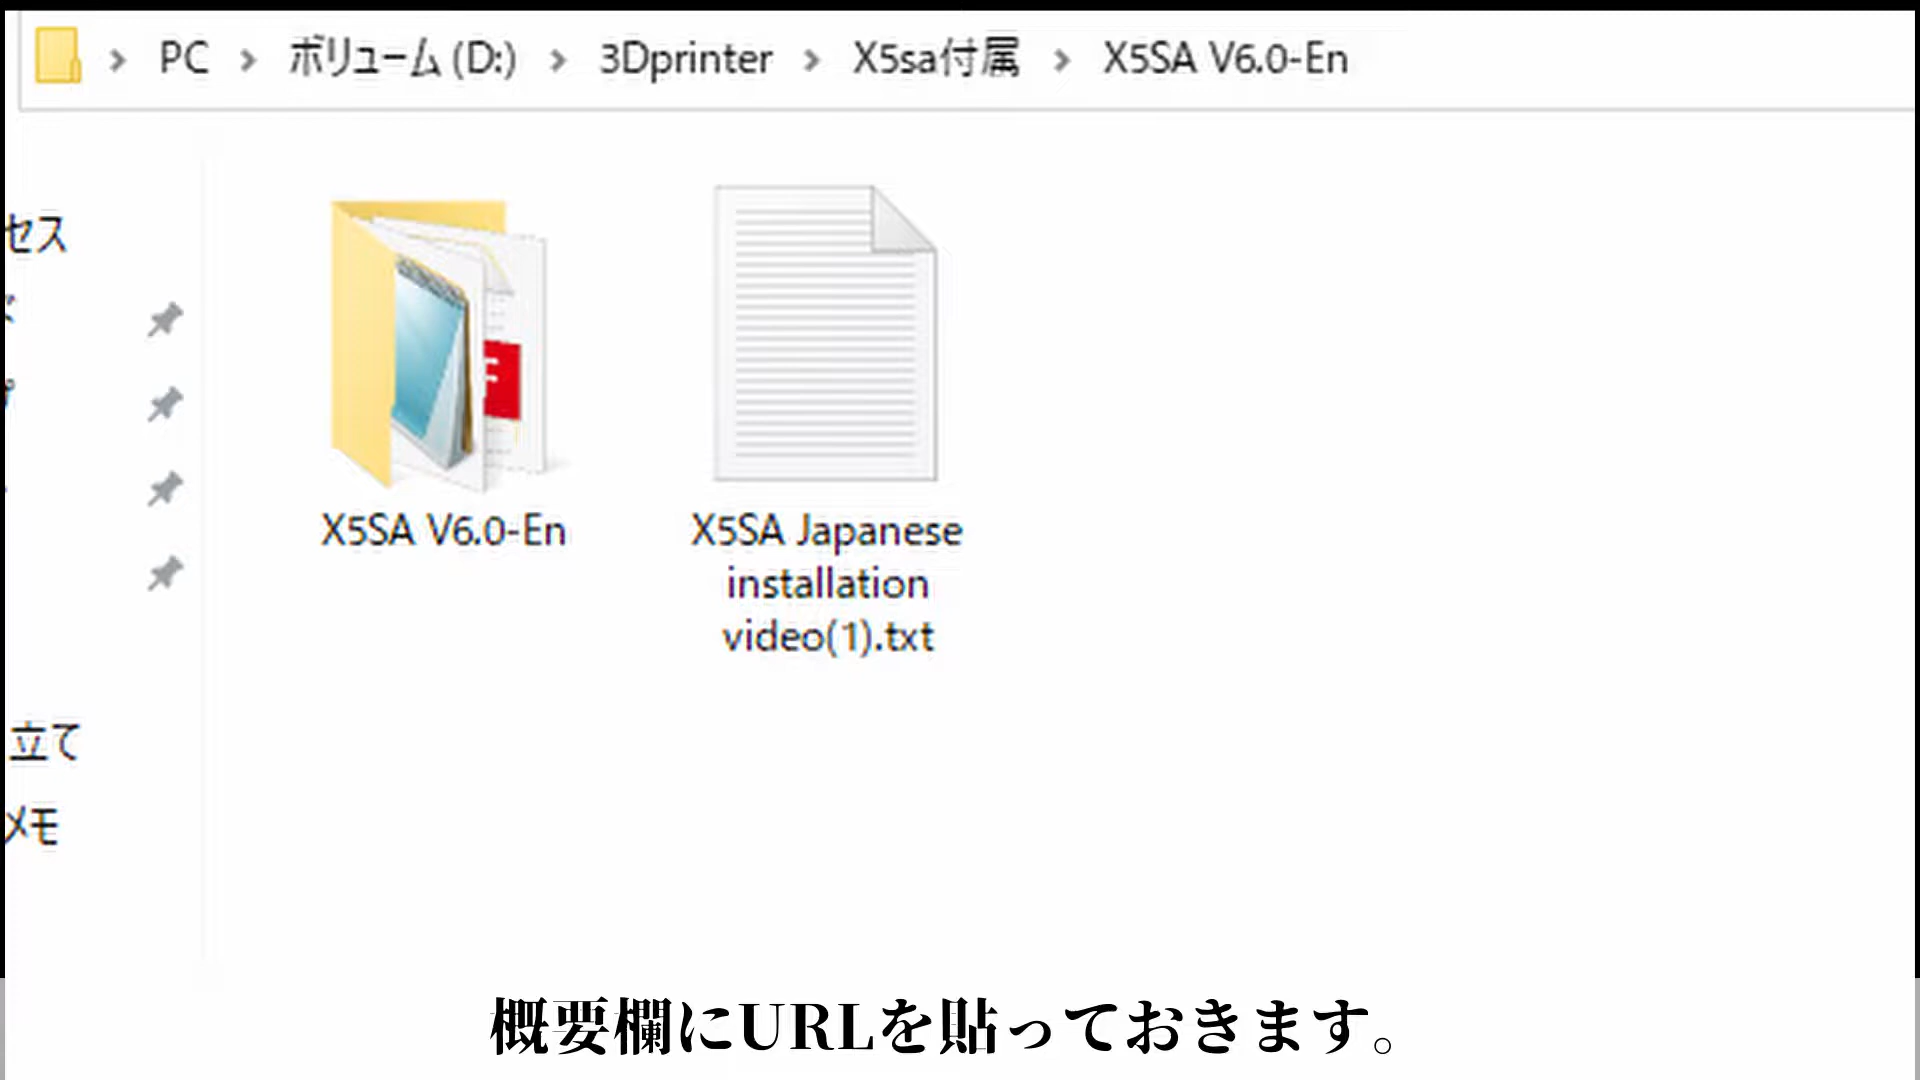 PC > ボリューム (D:) > 3Dprinter > X5sa付属 > X5SA V6.0-En
セス
X5SA V6.0-En
X5SA Japanese
installation
video(1).txt
立て
メモ
概要欄にURLを貼っておきます。